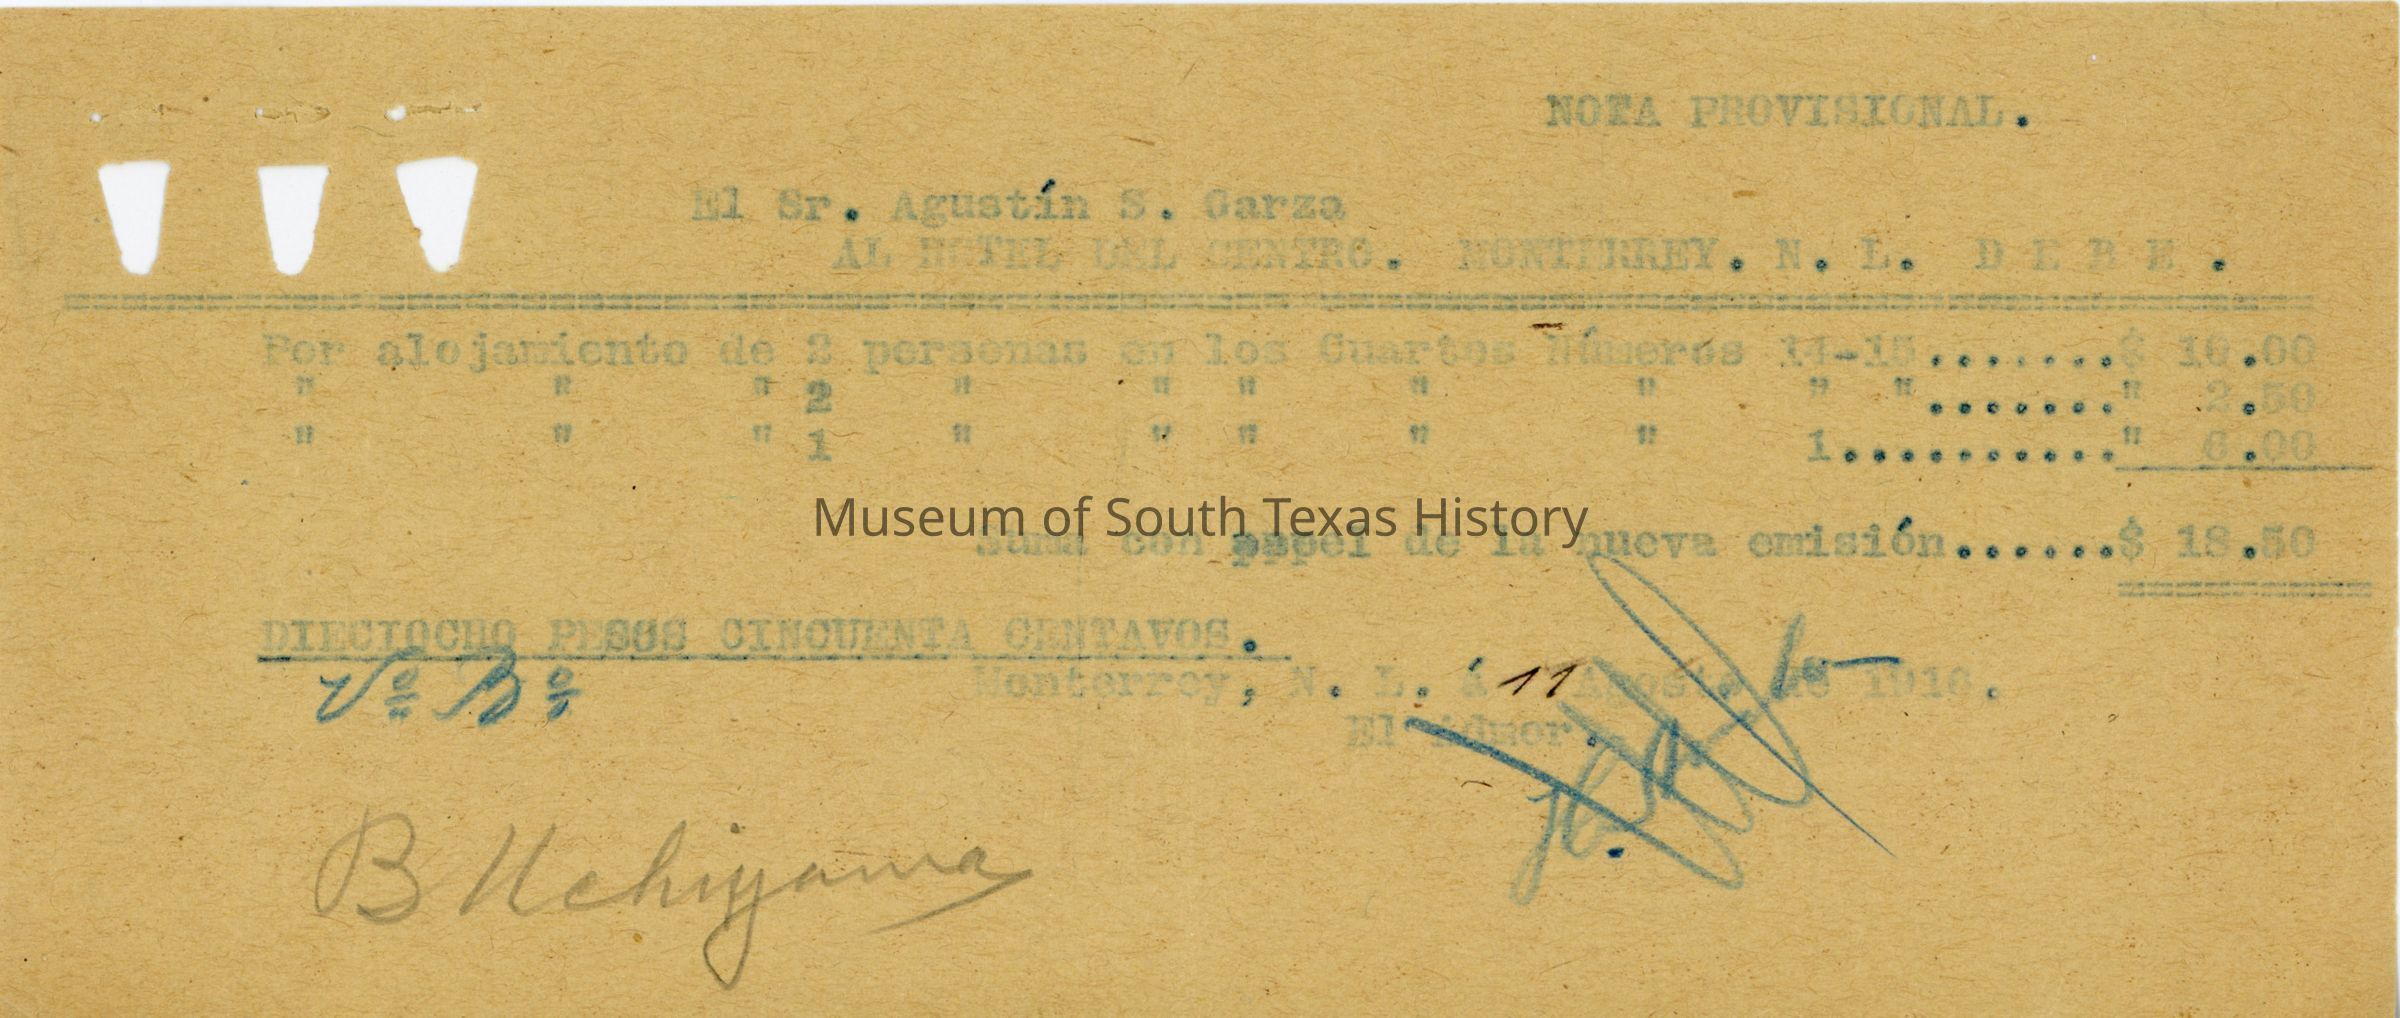 NOTA PROVISIONAL.
El Sr. Agustín S. Garza
AL HOTEL DEL CENTRO. MONTERREY. N. L. D E B E .
Por alojamiento de 2 personas en los Cuartos Números 14-15.......$ 10.00
" " " 2 " " " " " " "........" 2.50
" " " 1 " " " " " 1..........." 6.00
Museum of South Texas History
Suma con papel de la nueva emisión......$ 18.50
DIECIOCHO PESOS CINCUENTA CENTAVOS.
Vº Bº
Monterrey, N. L. á 11 Agosto de 1916.
El Admor.
B Uchiyama